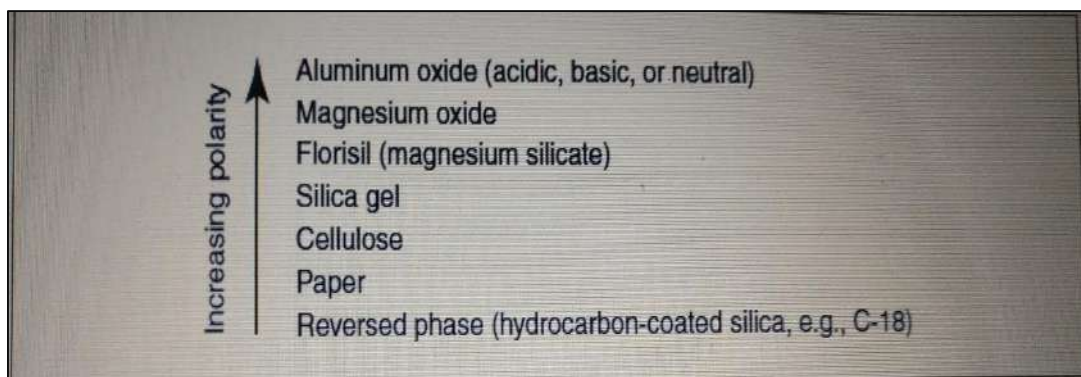 Increasing polarity
Aluminum oxide (acidic, basic, or neutral)
Magnesium oxide
Florisil (magnesium silicate)
Silica gel
Cellulose
Paper
Reversed phase (hydrocarbon-coated silica, e.g., C-18)